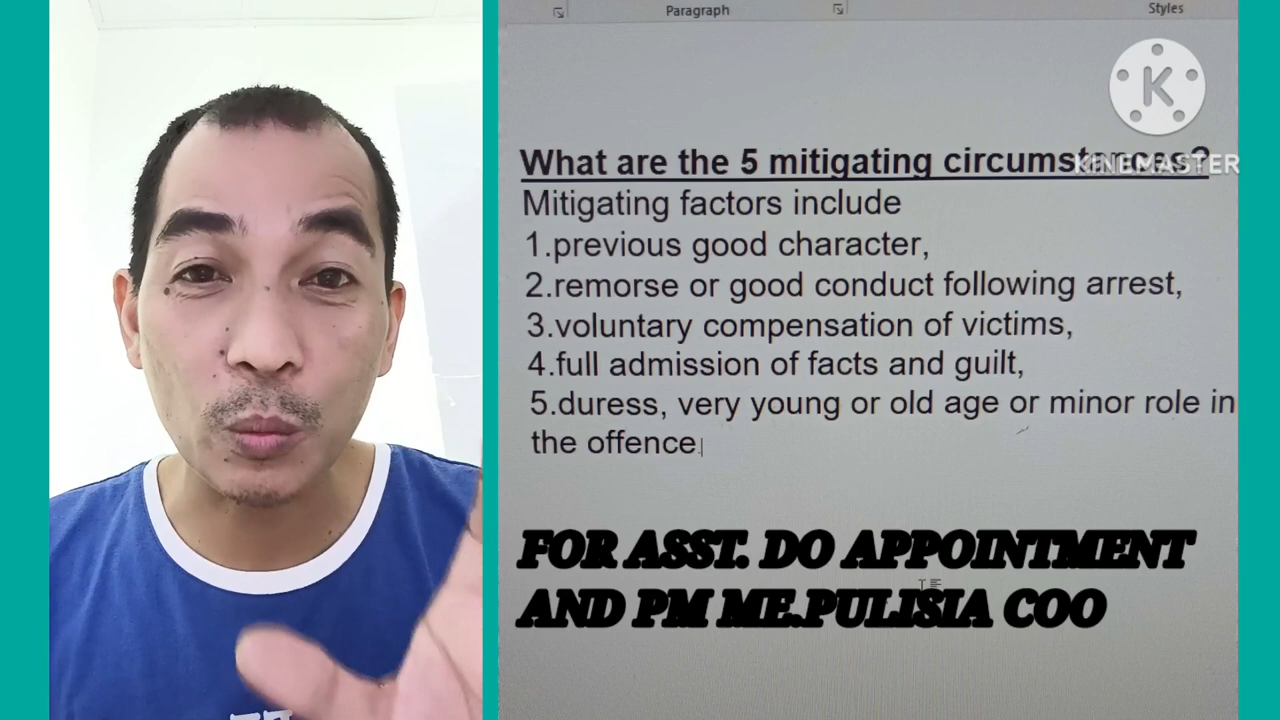 Paragraph
Styles
K
KINEMASTER
What are the 5 mitigating circumstances?
Mitigating factors include
1.previous good character,
2.remorse or good conduct following arrest,
3.voluntary compensation of victims,
4.full admission of facts and guilt,
5.duress, very young or old age or minor role in
the offence
FOR ASST. DO APPOINTMENT
AND PM ME.PULISIA COO